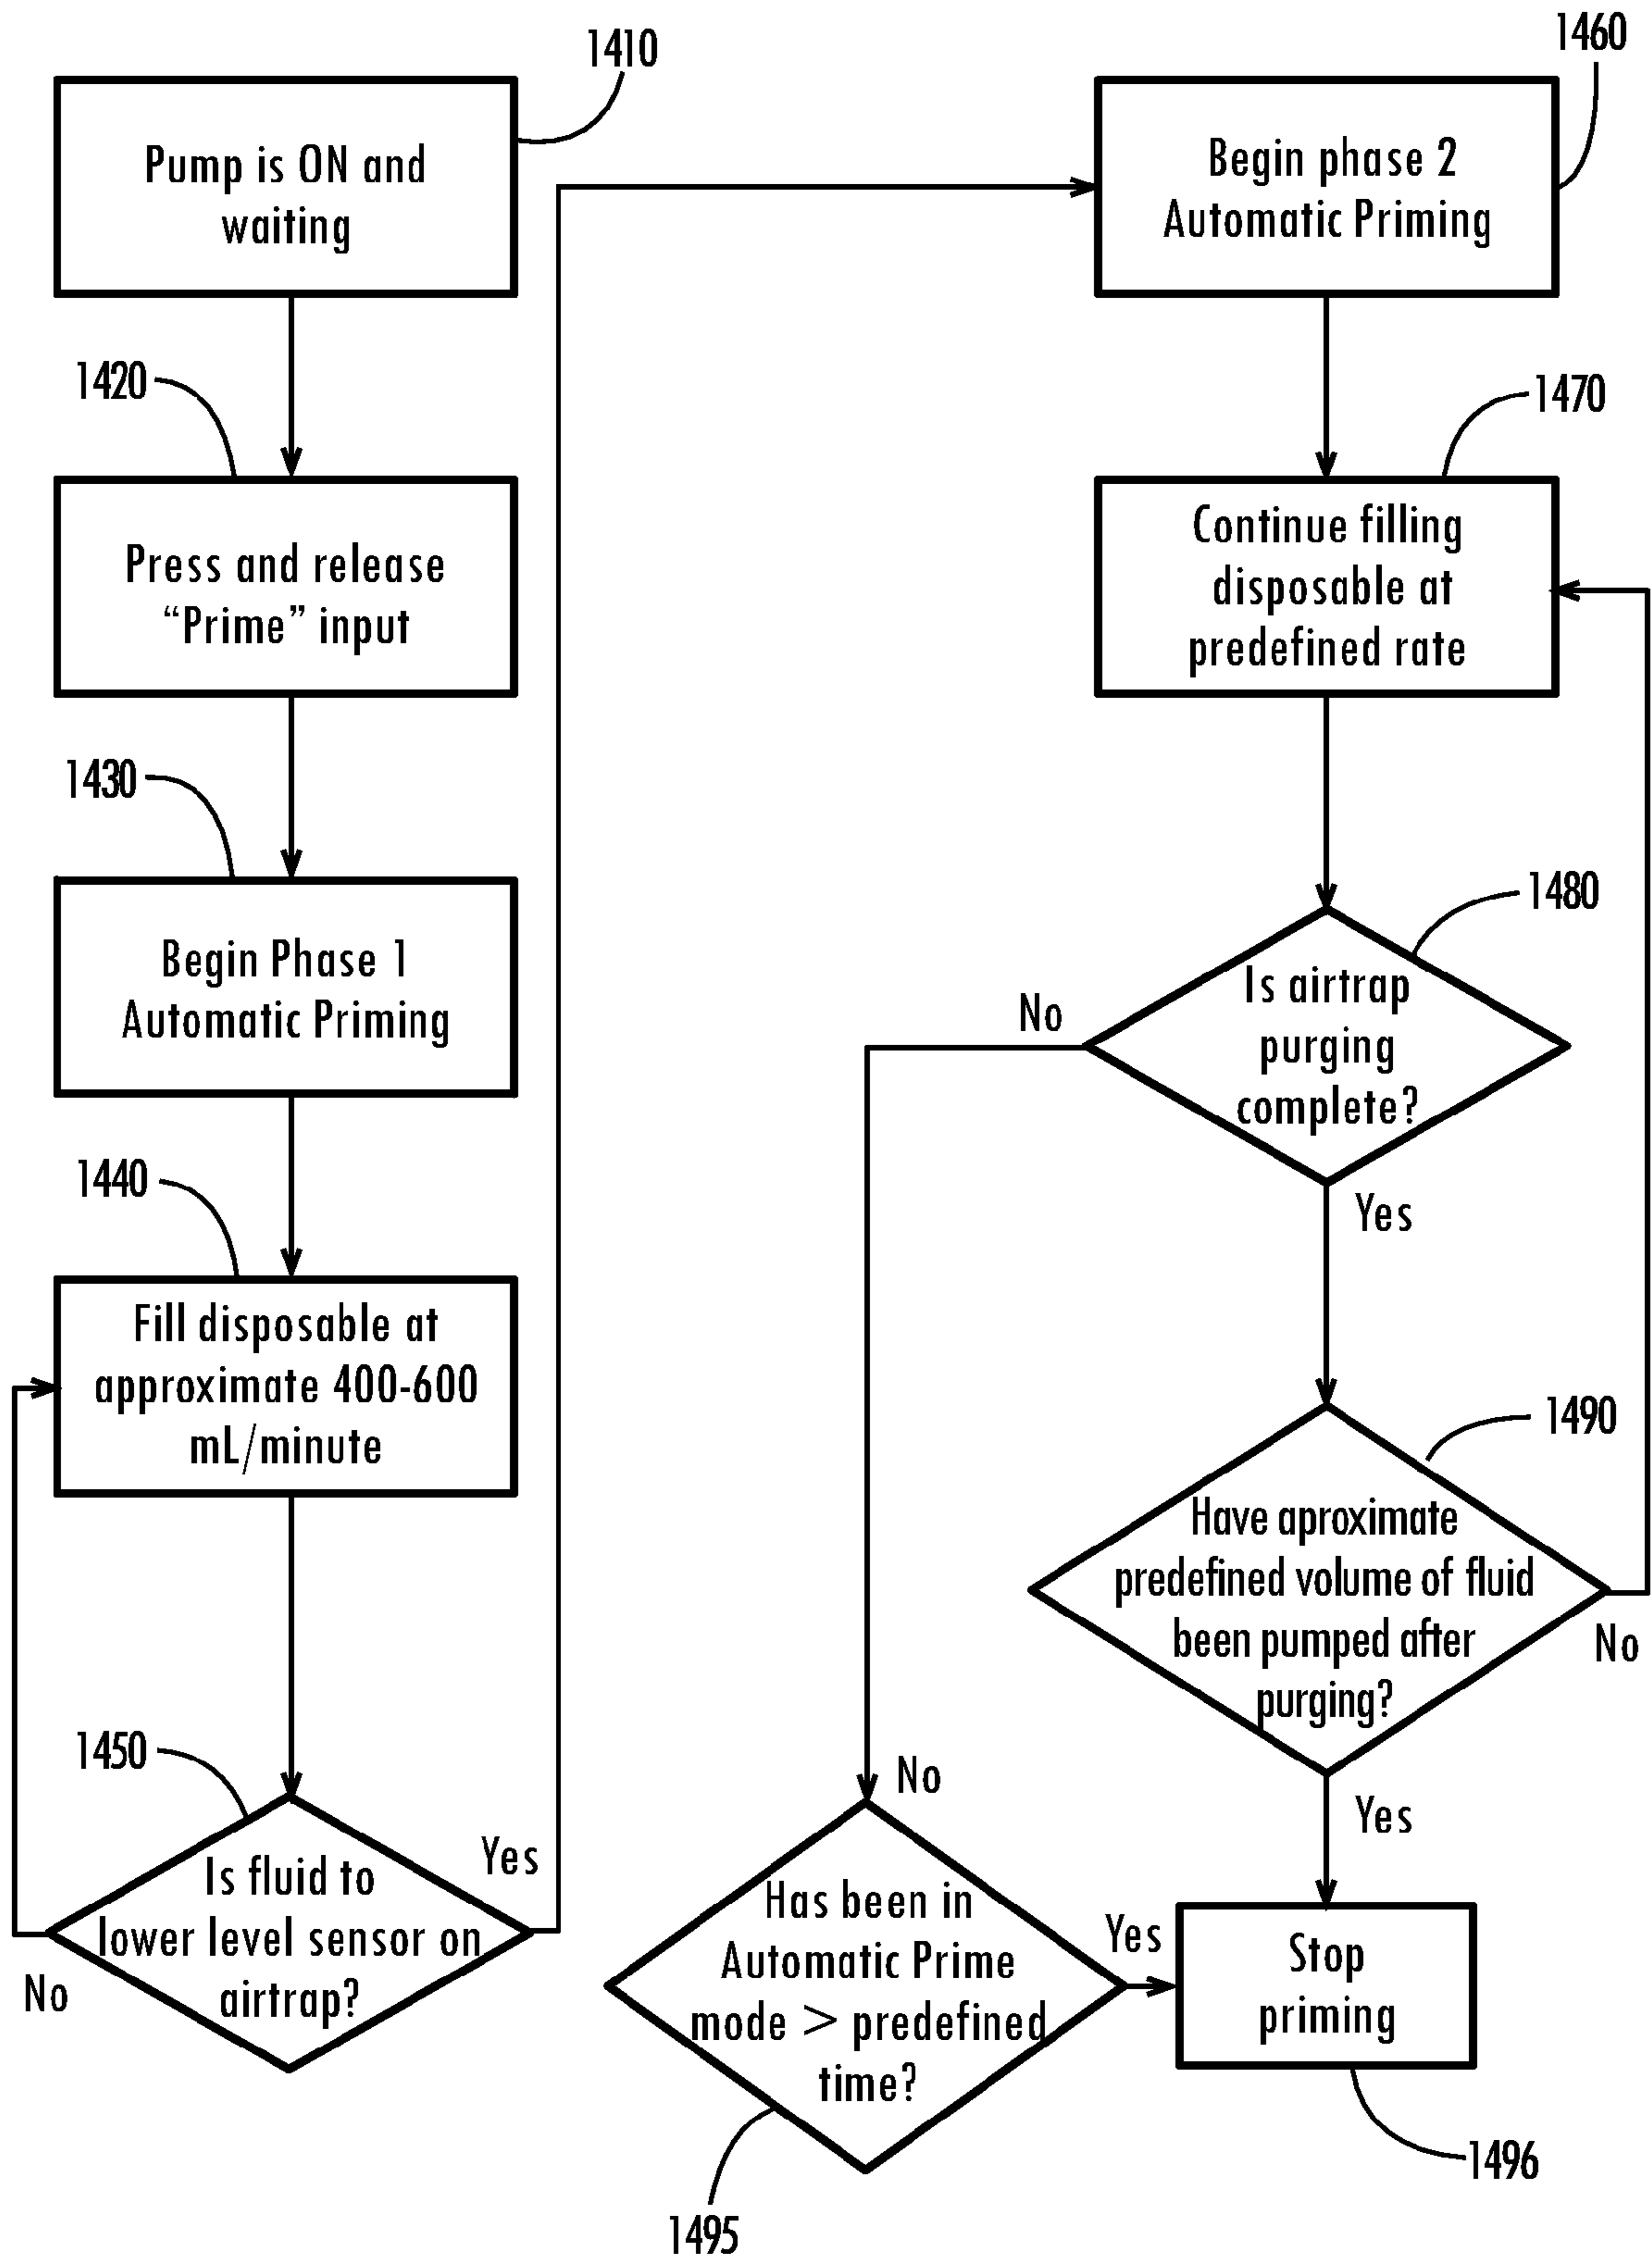 1410
Pump is ON and
waiting
1420
Press and release
“Prime” input
1430
Begin Phase 1
Automatic Priming
1440
Fill disposable at
approximate 400-600
mL/minute
1450
Is fluid to
lower level sensor on
airtrap?
Yes
No
1460
Begin phase 2
Automatic Priming
1470
Continue filling
disposable at
predefined rate
1480
Is airtrap
purging
complete?
No
Yes
1490
Have aproximate
predefined volume of fluid
been pumped after
purging?
No
Yes
No
Has been in
Automatic Prime
mode > predefined
time?
Yes
1495
Stop
priming
1496